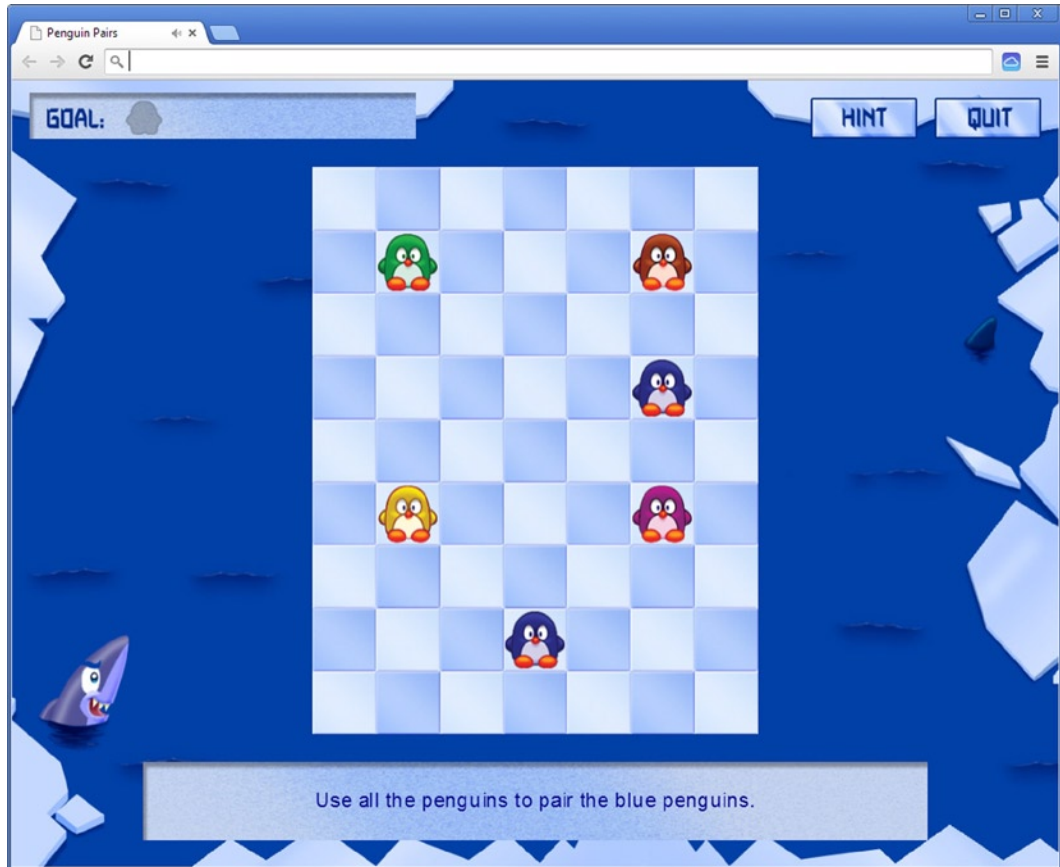 Penguin Pairs
GOAL:
HINT
QUIT
Use all the penguins to pair the blue penguins.